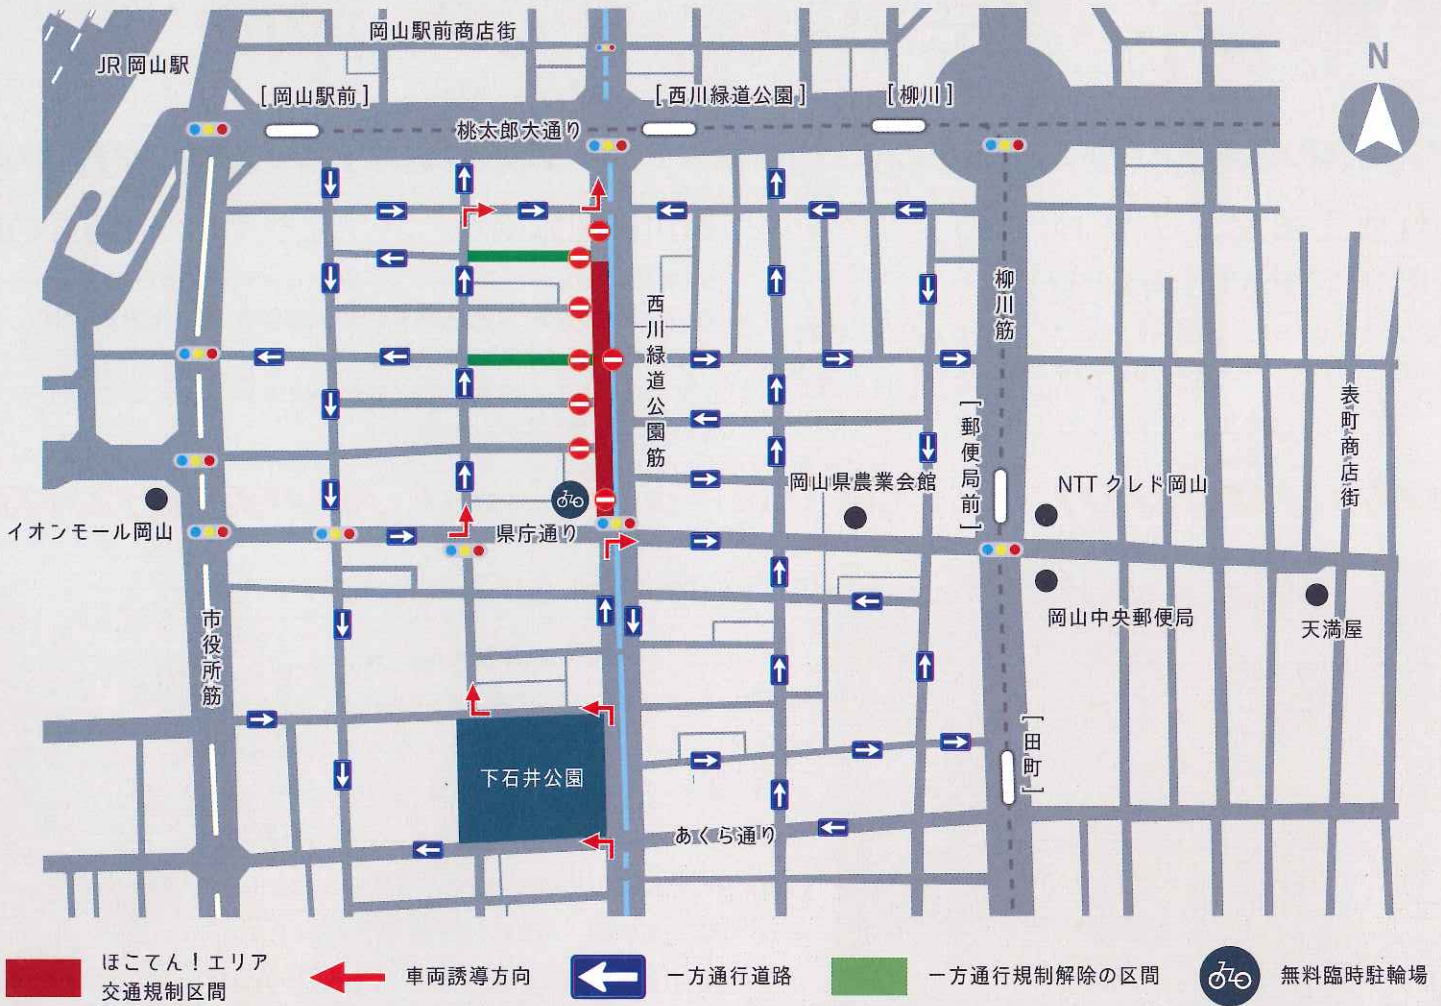 岡山駅前商店街
N
JR 岡山駅
[ 岡山駅前 ]
[ 西川緑道公園 ]
[ 柳川 ]
桃太郎大通り
柳川筋
西川緑道公園筋
表町商店街
[ 郵便局前 ]
岡山県農業会館
NTT クレド岡山
イオンモール岡山
県庁通り
岡山中央郵便局
天満屋
市役所筋
[ 田町 ]
下石井公園
あくら通り
ほこてん！エリア
交通規制区間
車両誘導方向
一方通行道路
一方通行規制解除の区間
無料臨時駐輪場